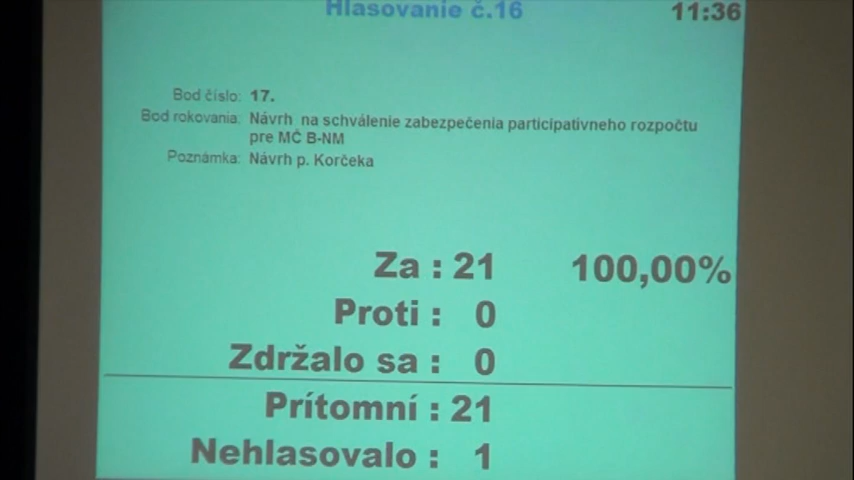 Hlasovanie č.16 11:36
Bod číslo: 17.
Bod rokovania: Návrh na schválenie zabezpečenia participativneho rozpočtu
pre MČ B-NM
Poznámka: Návrh p. Korčeka
Za : 21 100,00%
Proti : 0
Zdržalo sa : 0
Prítomní : 21
Nehlasovalo : 1